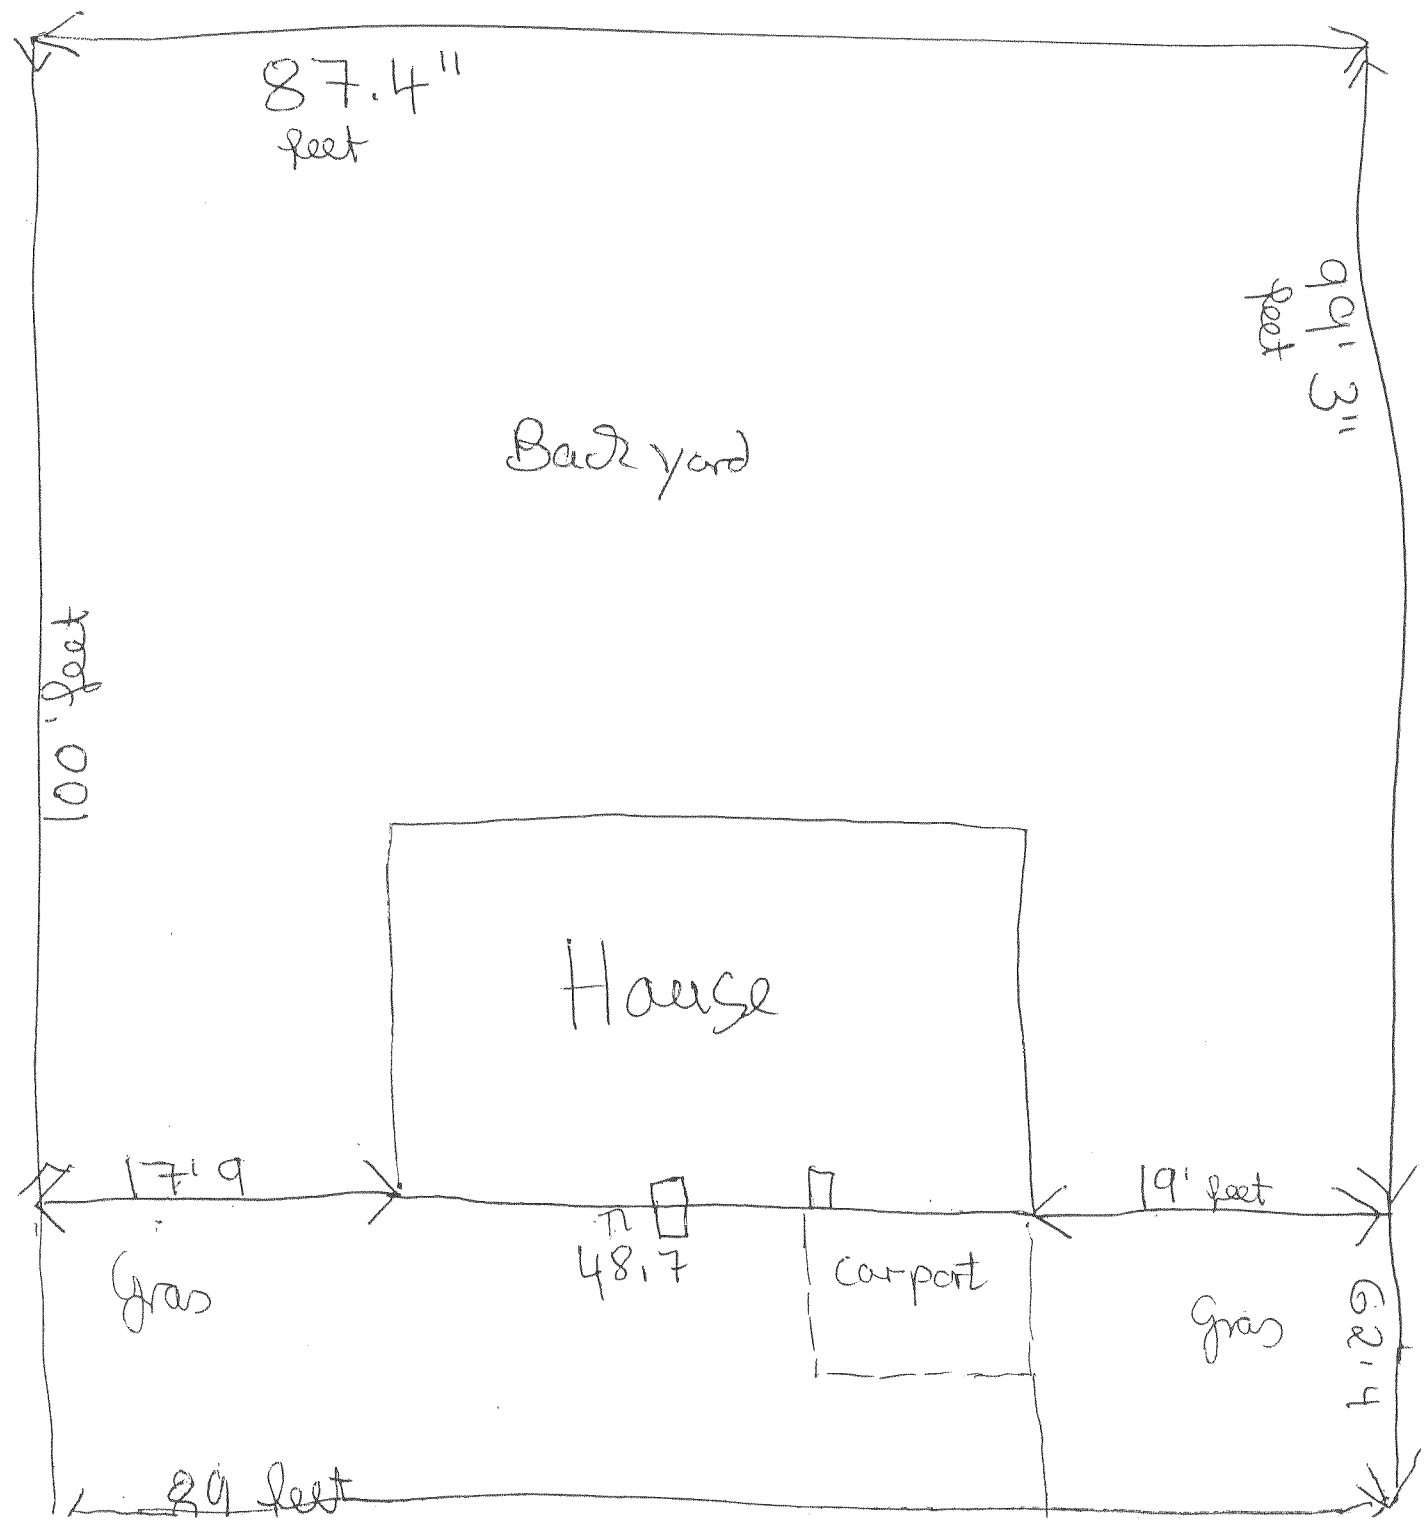 87.4"
feet
99' 3"
feet
Back yard
100' feet
Hause
17'9
19' feet
48,7
carport
Gras
Gras
62'4
89 feet